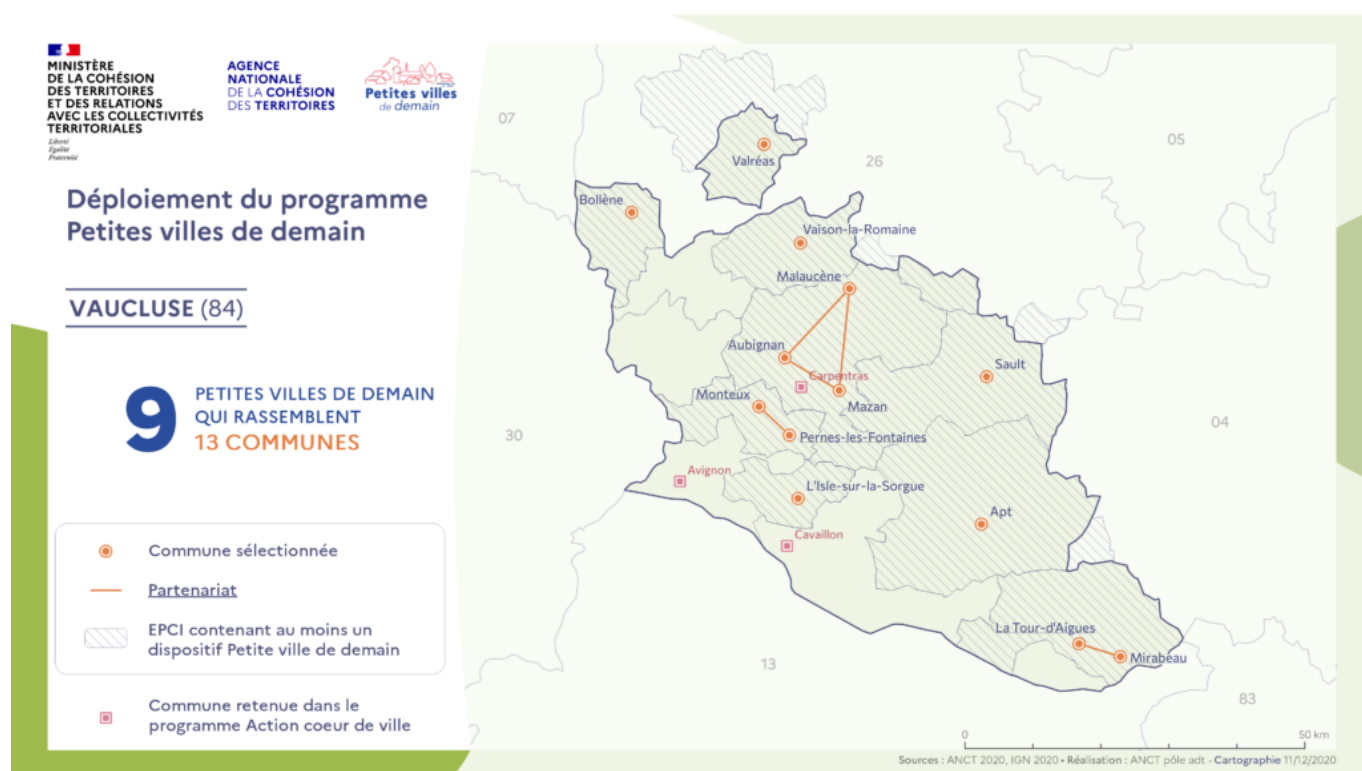 MINISTÈRE
DE LA COHÉSION
DES TERRITOIRES
ET DES RELATIONS
AVEC LES COLLECTIVITÉS
TERRITORIALES
Liberté
Égalité
Fraternité
AGENCE
NATIONALE
DE LA COHÉSION
DES TERRITOIRES
Petites villes
de demain
Déploiement du programme
Petites villes de demain
VAUCLUSE (84)
9
PETITES VILLES DE DEMAIN
QUI RASSEMBLENT
13 COMMUNES
Commune sélectionnée
Partenariat
EPCI contenant au moins un
dispositif Petite ville de demain
Commune retenue dans le
programme Action coeur de ville
07
05
26
Valréas
Bollène
Vaison-la-Romaine
Malaucène
Aubignan
Sault
Carpentras
Monteux
Mazan
04
30
Pernes-les-Fontaines
Avignon
L'Isle-sur-la-Sorgue
Apt
Cavaillon
La Tour-d'Aigues
Mirabeau
13
83
0
50 km
Sources : ANCT 2020, IGN 2020 • Réalisation : ANCT pôle adt - Cartographie 11/12/2020